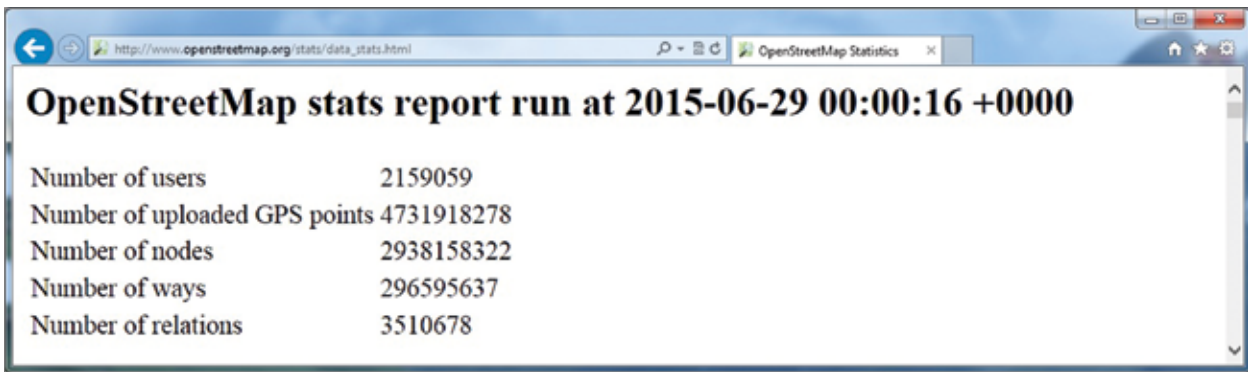 http://www.openstreetmap.org/stats/data_stats.html
OpenStreetMap Statistics
OpenStreetMap stats report run at 2015-06-29 00:00:16 +0000
Number of users 2159059
Number of uploaded GPS points 4731918278
Number of nodes 2938158322
Number of ways 296595637
Number of relations 3510678